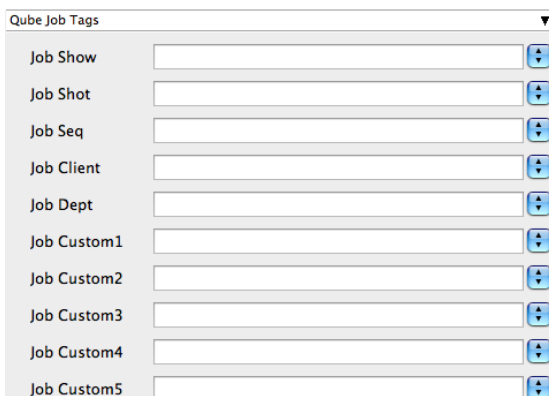 Qube Job Tags
Job Show
Job Shot
Job Seq
Job Client
Job Dept
Job Custom1
Job Custom2
Job Custom3
Job Custom4
Job Custom5